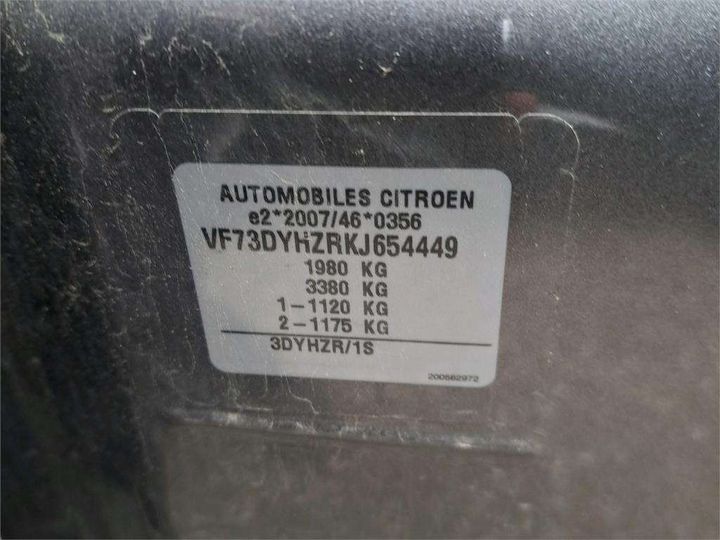 AUTOMOBILES CITROEN
e2*2007/46*0356
VF73DYHZRKJ654449
1980 KG
3380 KG
1-1120 KG
2-1175 KG
3DYHZR/1S
200562972